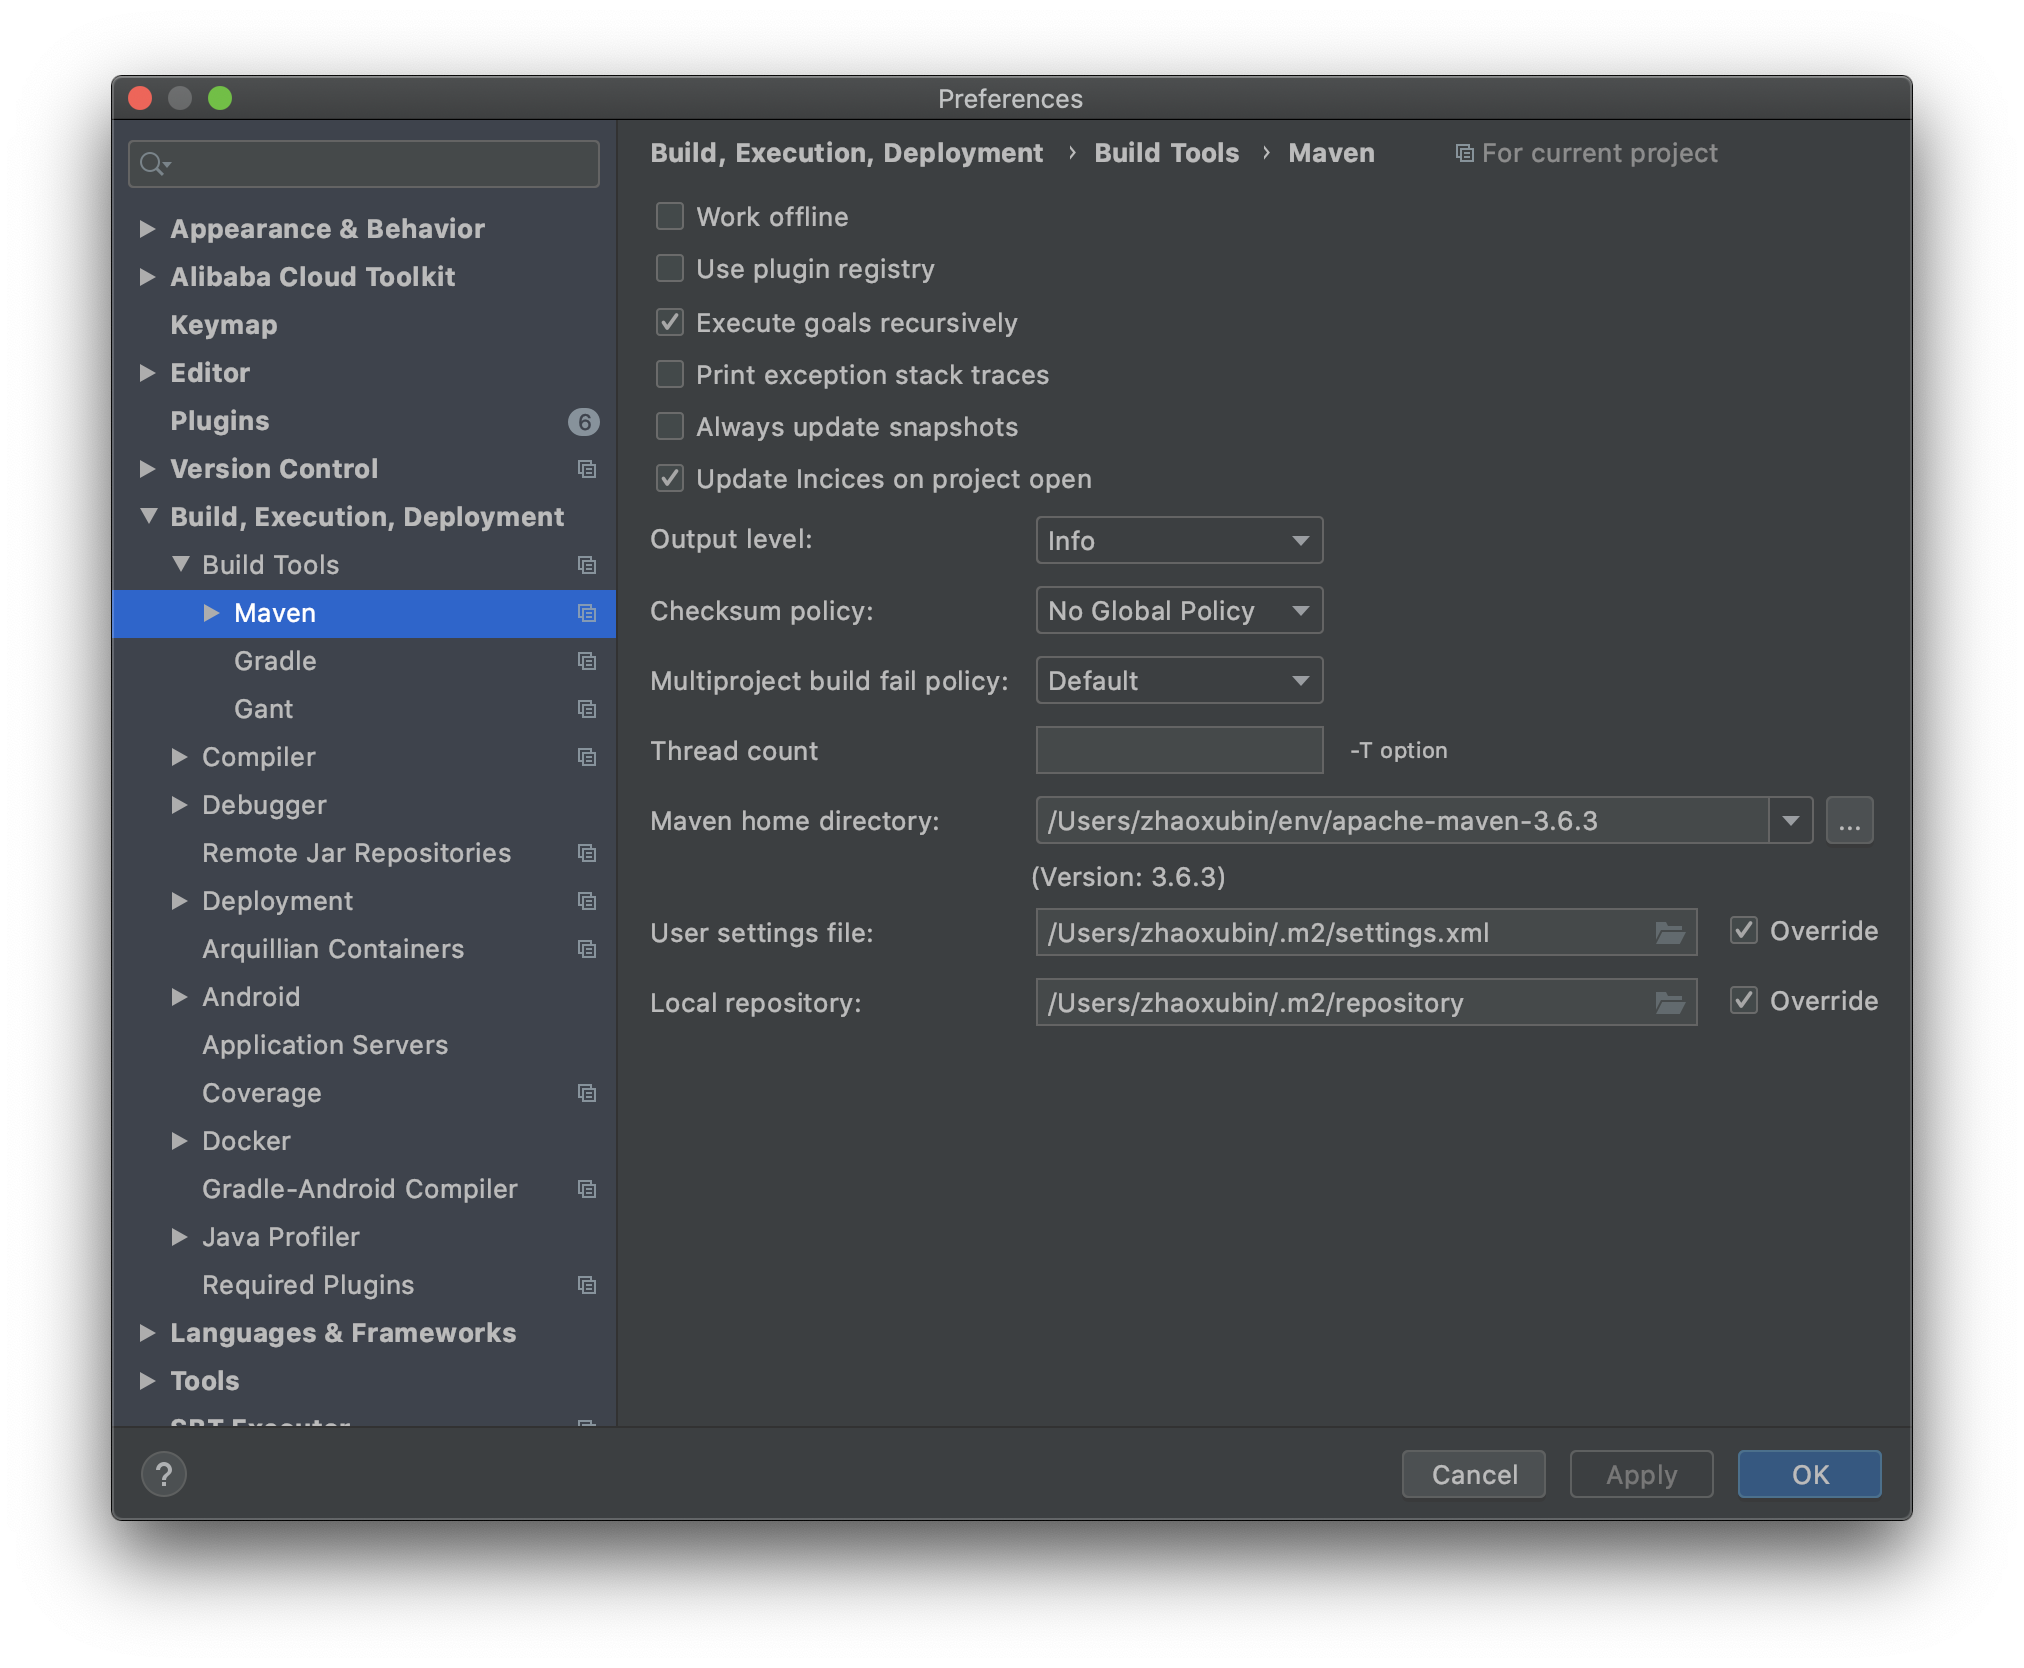 Preferences
Build, Execution, Deployment › Build Tools › Maven For current project
Appearance & Behavior
Alibaba Cloud Toolkit
Keymap
Editor
Plugins 6
Version Control
Build, Execution, Deployment
Build Tools
Maven
Gradle
Gant
Compiler
Debugger
Remote Jar Repositories
Deployment
Arquillian Containers
Android
Application Servers
Coverage
Docker
Gradle-Android Compiler
Java Profiler
Required Plugins
Languages & Frameworks
Tools
SBT Executor
Work offline
Use plugin registry
Execute goals recursively
Print exception stack traces
Always update snapshots
Update Incices on project open
Output level: Info
Checksum policy: No Global Policy
Multiproject build fail policy: Default
Thread count -T option
Maven home directory: /Users/zhaoxubin/env/apache-maven-3.6.3 ...
(Version: 3.6.3)
User settings file: /Users/zhaoxubin/.m2/settings.xml Override
Local repository: /Users/zhaoxubin/.m2/repository Override
? Cancel Apply OK